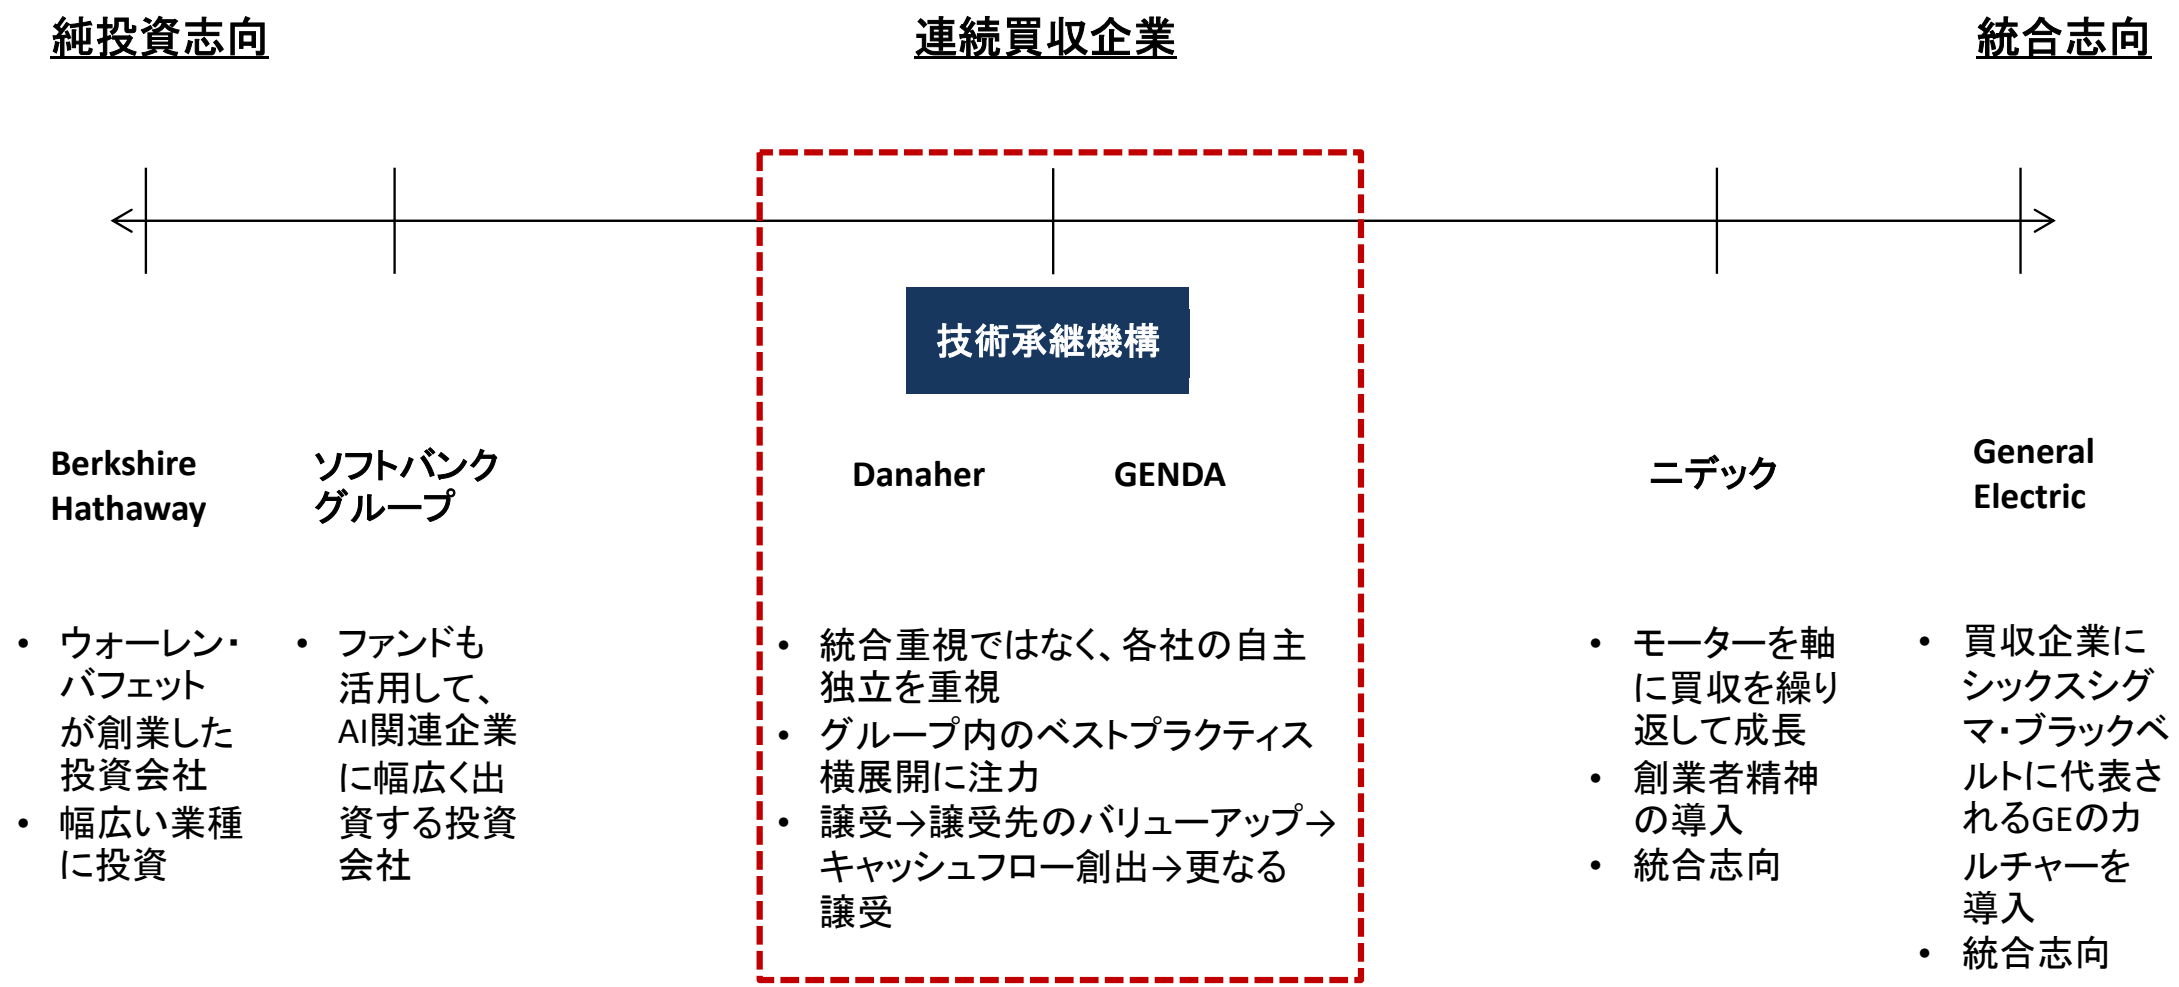 純投資志向
連続買収企業
統合志向
技術承継機構
Berkshire
Hathaway
ソフトバンク
グループ
Danaher
GENDA
ニデック
General
Electric
• ウォーレン・
バフェット
が創業した
投資会社
• 幅広い業種
に投資
• ファンドも
活用して、
AI関連企業
に幅広く出
資する投資
会社
• 統合重視ではなく、各社の自主
独立を重視
• グループ内のベストプラクティス
横展開に注力
• 譲受→譲受先のバリューアップ→
キャッシュフロー創出→更なる
譲受
• モーターを軸
に買収を繰り
返して成長
• 創業者精神
の導入
• 統合志向
• 買収企業に
シックスシグ
マ・ブラックベ
ルトに代表さ
れるGEのカ
ルチャーを
導入
• 統合志向